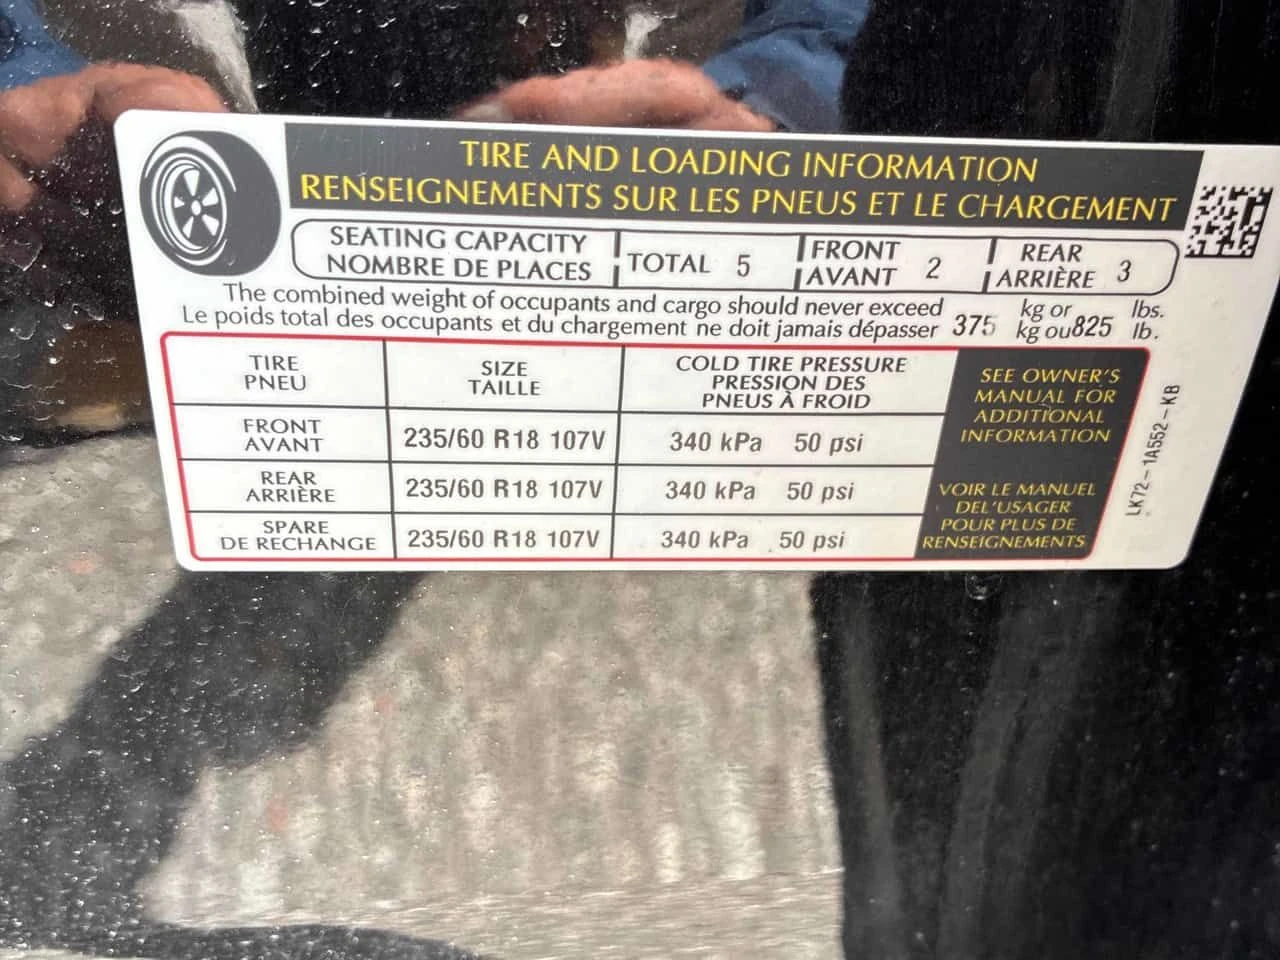 TIRE AND LOADING INFORMATION
RENSEIGNEMENTS SUR LES PNEUS ET LE CHARGEMENT
SEATING CAPACITY
NOMBRE DE PLACES
TOTAL 5
FRONT
AVANT 2
REAR
ARRIÈRE 3
The combined weight of occupants and cargo should never exceed 375 kg or 825 lbs.
Le poids total des occupants et du chargement ne doit jamais dépasser kg ou lb.
TIRE
PNEU
SIZE
TAILLE
COLD TIRE PRESSURE
PRESSION DES
PNEUS À FROID
FRONT
AVANT
235/60 R18 107V
340 kPa 50 psi
REAR
ARRIÈRE
235/60 R18 107V
340 kPa 50 psi
SPARE
DE RECHANGE
235/60 R18 107V
340 kPa 50 psi
SEE OWNER'S
MANUAL FOR
ADDITIONAL
INFORMATION
VOIR LE MANUEL
DEL'USAGER
POUR PLUS DE
RENSEIGNEMENTS
LK72-1A552-KB